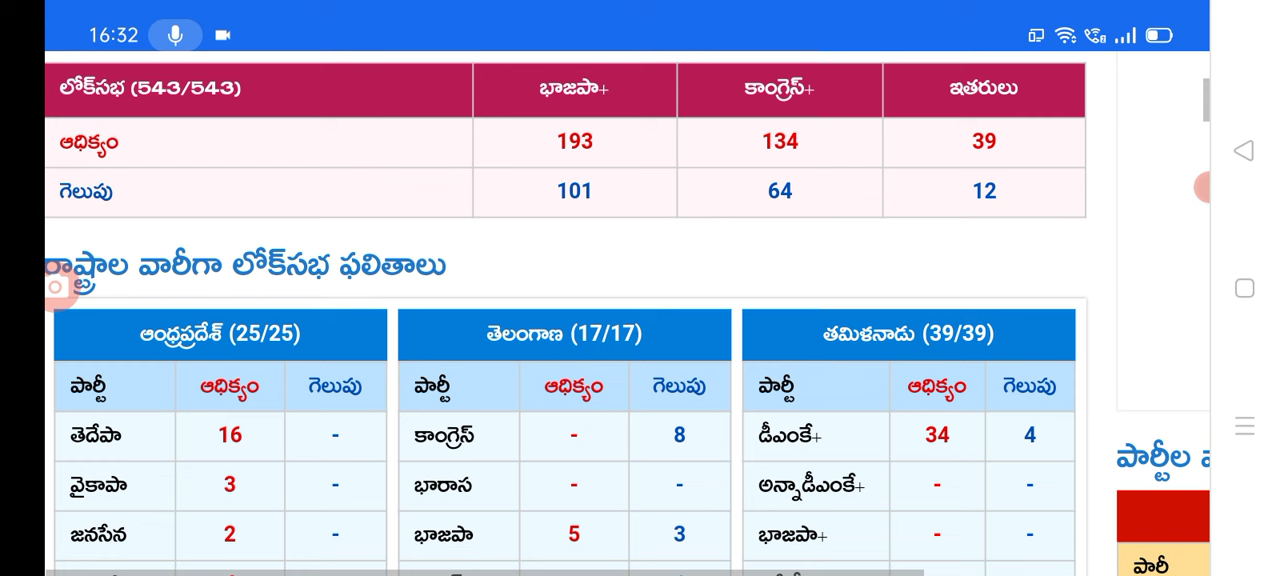 16:32
లోక్‌సభ (543/543) భాజపా+ కాంగ్రెస్+ ఇతరులు
ఆధిక్యం 193 134 39
గెలుపు 101 64 12
రాష్ట్రాల వారీగా లోక్‌సభ ఫలితాలు
ఆంధ్రప్రదేశ్ (25/25) తెలంగాణ (17/17) తమిళనాడు (39/39)
పార్టీ ఆధిక్యం గెలుపు పార్టీ ఆధిక్యం గెలుపు పార్టీ ఆధిక్యం గెలుపు
తెదేపా 16 - కాంగ్రెస్ - 8 డీఎంకే+ 34 4
వైకాపా 3 - భారాస - - అన్నాడీఎంకే+ - -
జనసేన 2 - భాజపా 5 3 భాజపా+ - -
పార్టీల
పార్టీ